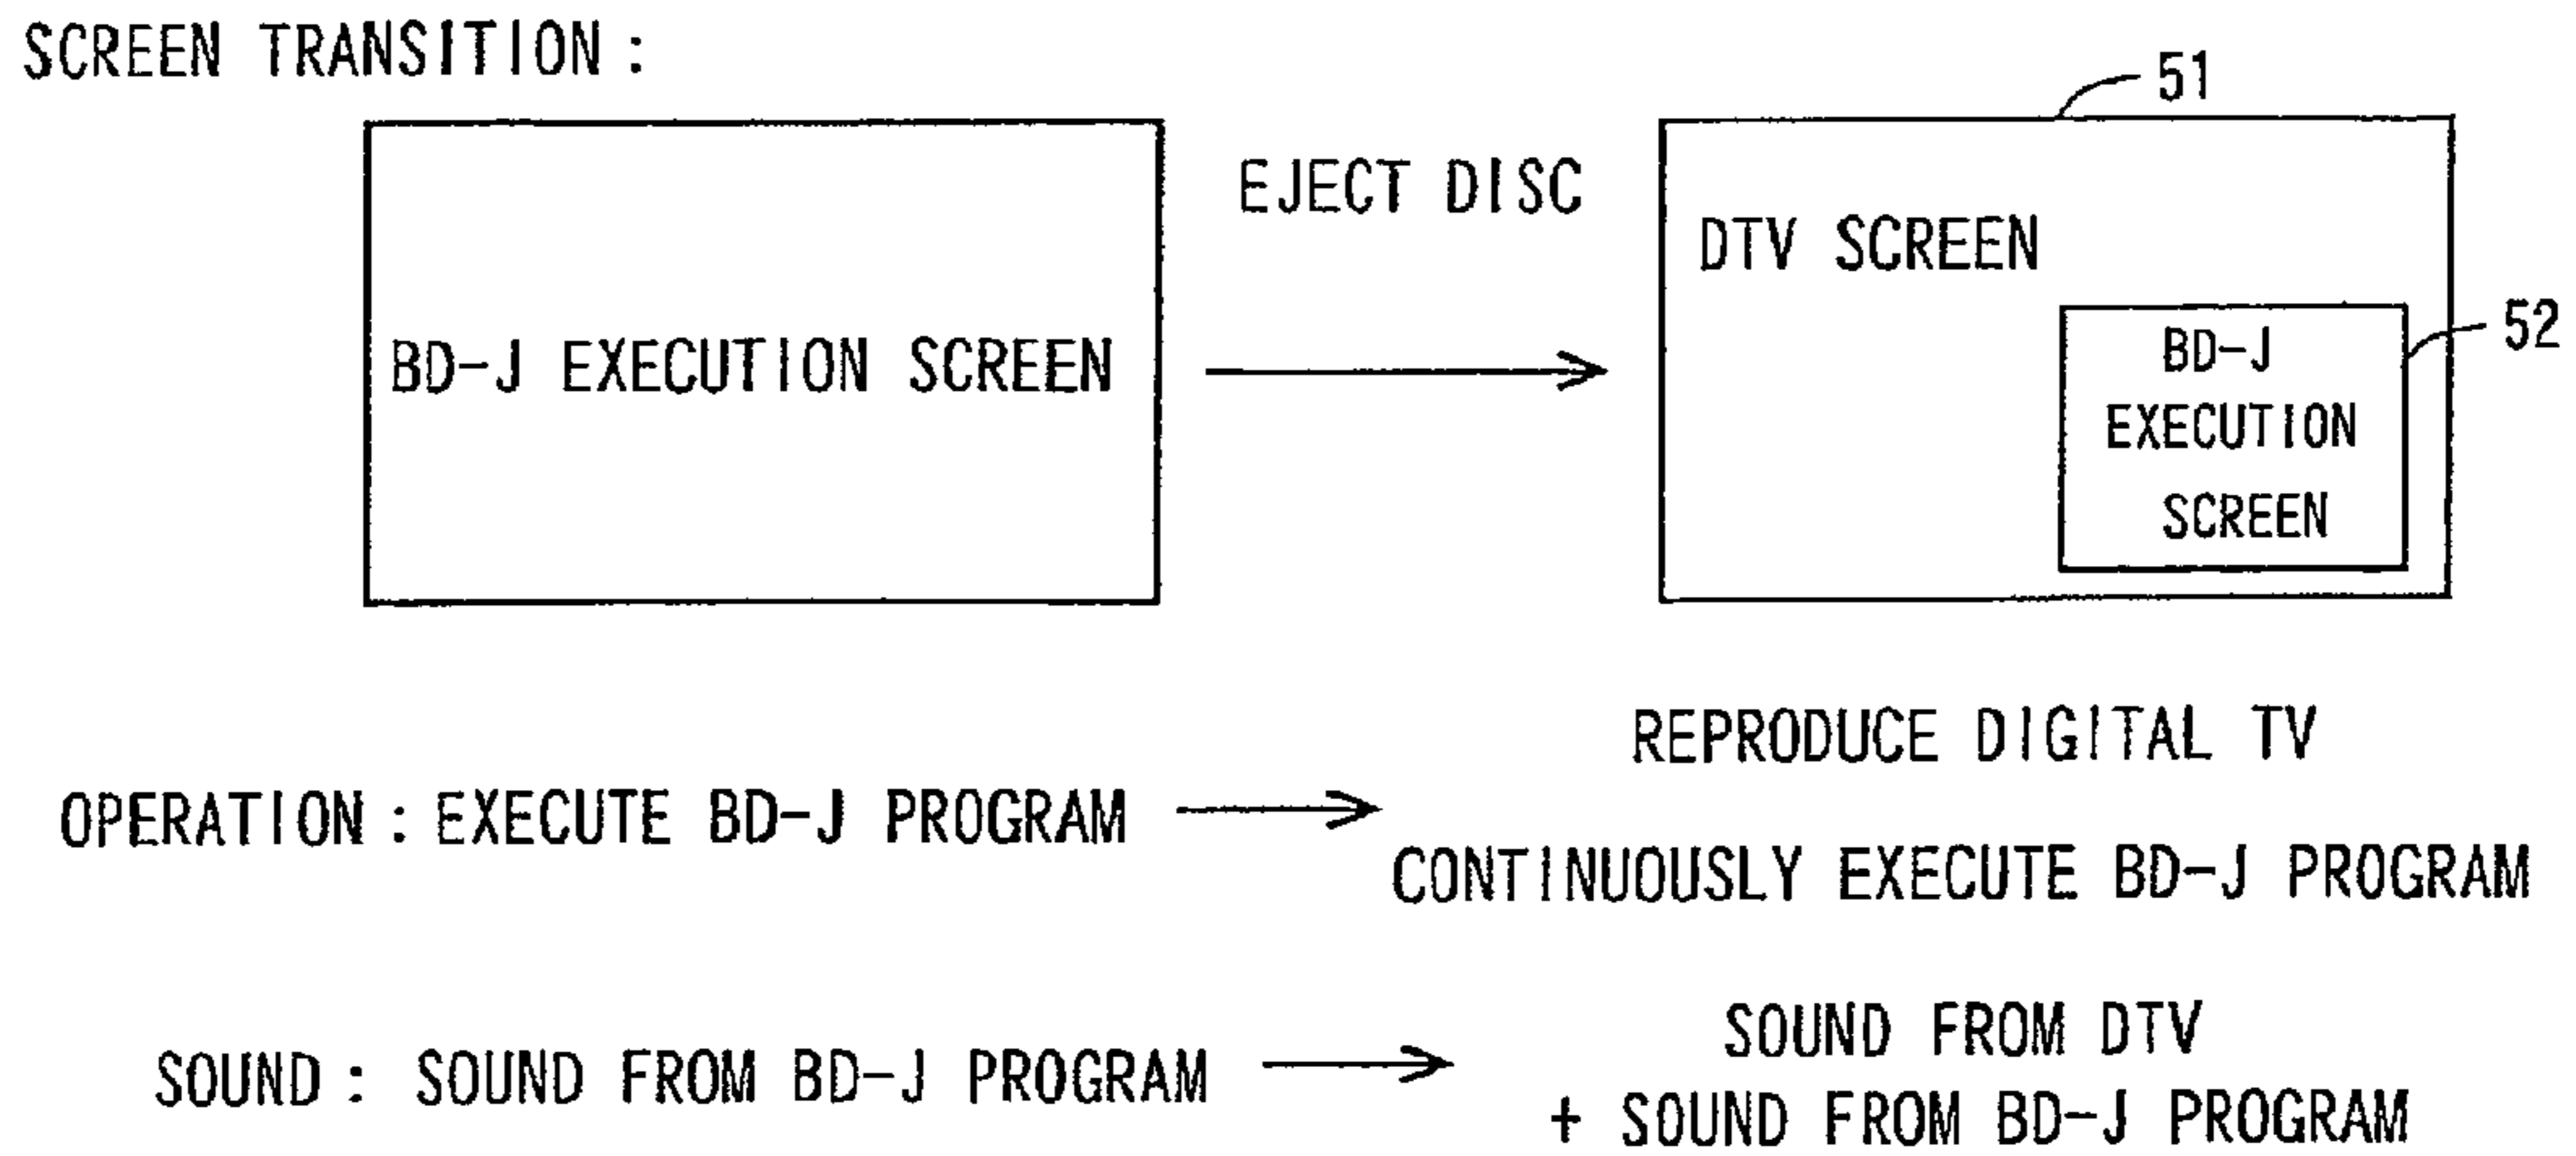 SCREEN TRANSITION :
51
EJECT DISC
DTV SCREEN
BD-J EXECUTION SCREEN
52
BD-J
EXECUTION
SCREEN
REPRODUCE DIGITAL TV
OPERATION : EXECUTE BD-J PROGRAM
CONTINUOUSLY EXECUTE BD-J PROGRAM
SOUND FROM DTV
SOUND : SOUND FROM BD-J PROGRAM
+ SOUND FROM BD-J PROGRAM